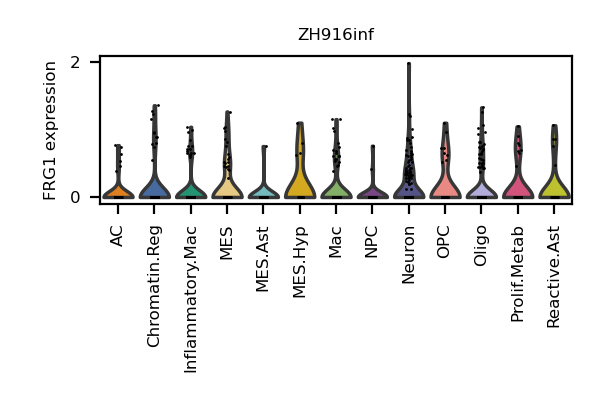 ZH916inf
FRG1 expression
2
0
AC
Chromatin.Reg
Inflammatory.Mac
MES
MES.Ast
MES.Hyp
Mac
NPC
Neuron
OPC
Oligo
Prolif.Metab
Reactive.Ast